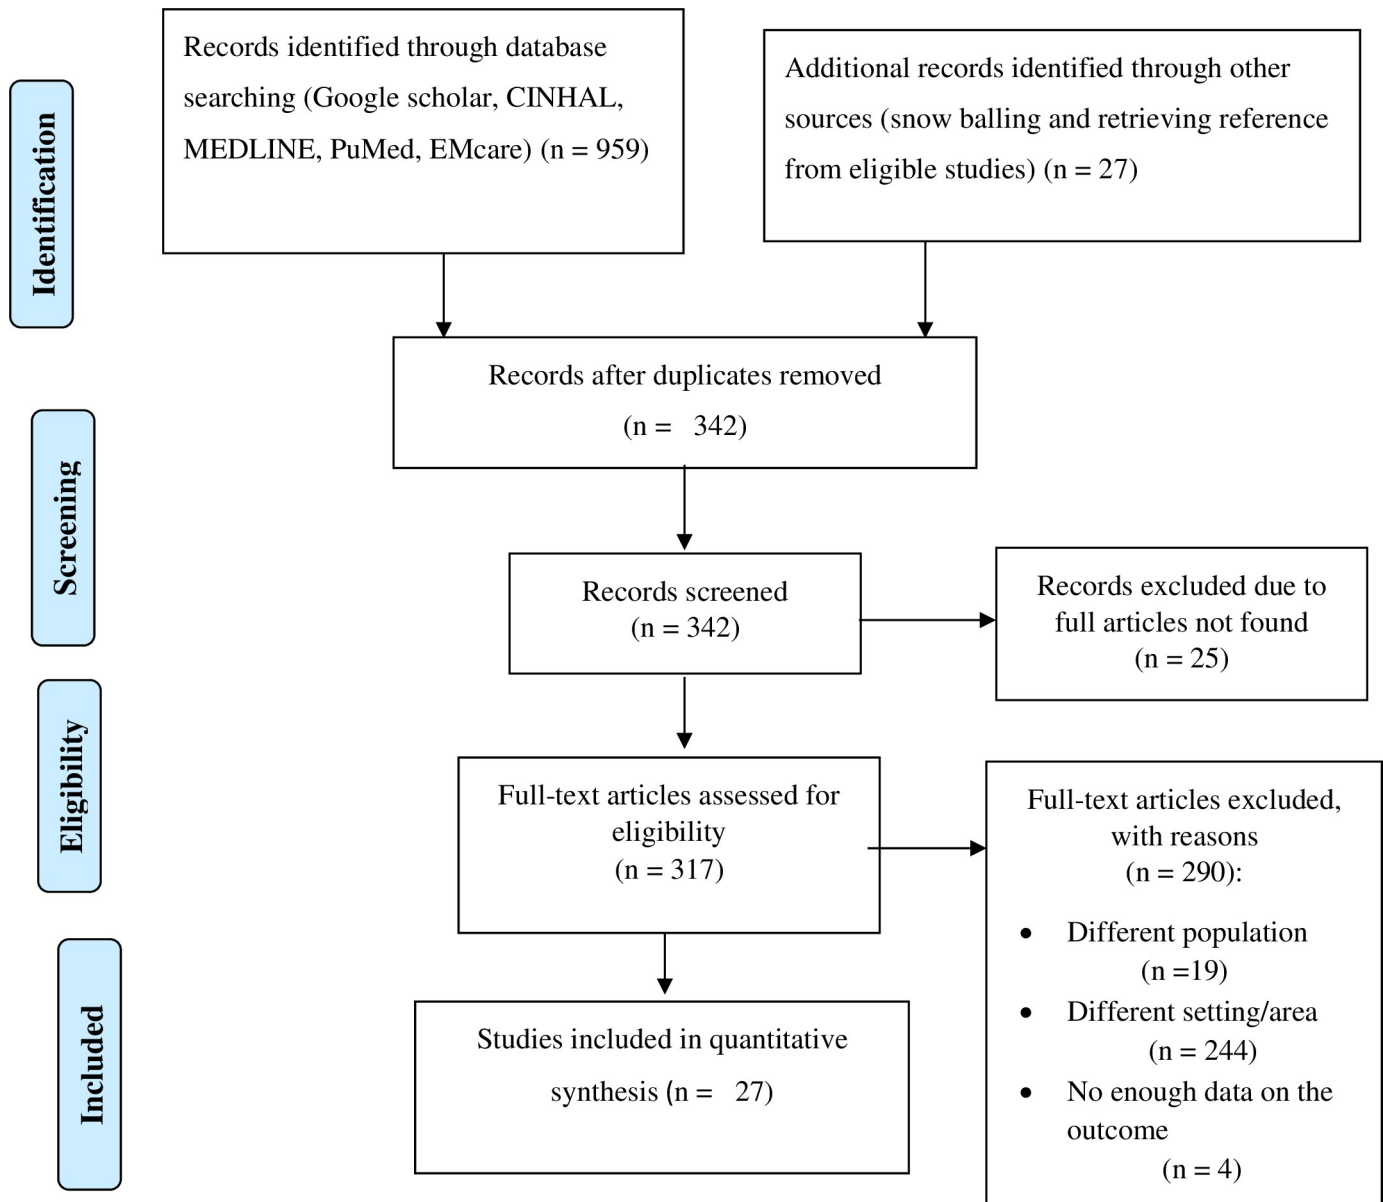 Records identified through database
searching (Google scholar, CINHAL,
MEDLINE, PuMed, EMcare) (n = 959)
Additional records identified through other
sources (snow balling and retrieving reference
from eligible studies) (n = 27)
Identification
Records after duplicates removed
(n = 342)
Screening
Records screened
(n = 342)
Records excluded due to
full articles not found
(n = 25)
Eligibility
Full-text articles assessed for
eligibility
(n = 317)
Full-text articles excluded,
with reasons
(n = 290):
• Different population
(n =19)
• Different setting/area
(n = 244)
• No enough data on the
outcome
(n = 4)
Included
Studies included in quantitative
synthesis (n = 27)